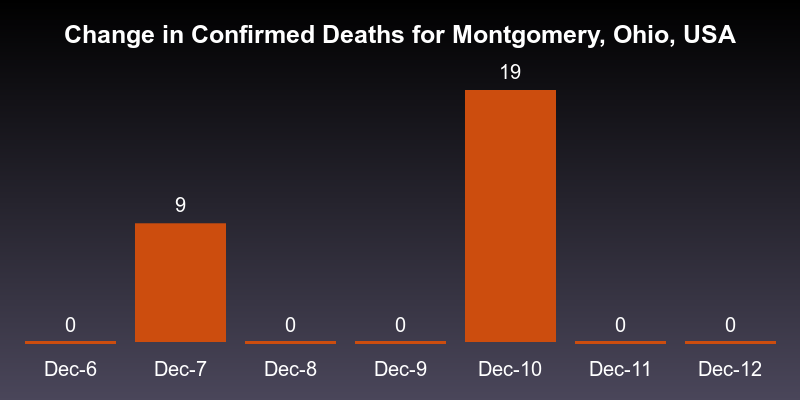 Change in Confirmed Deaths for Montgomery, Ohio, USA
19
9
0 0 0 0 0
Dec-6 Dec-7 Dec-8 Dec-9 Dec-10 Dec-11 Dec-12